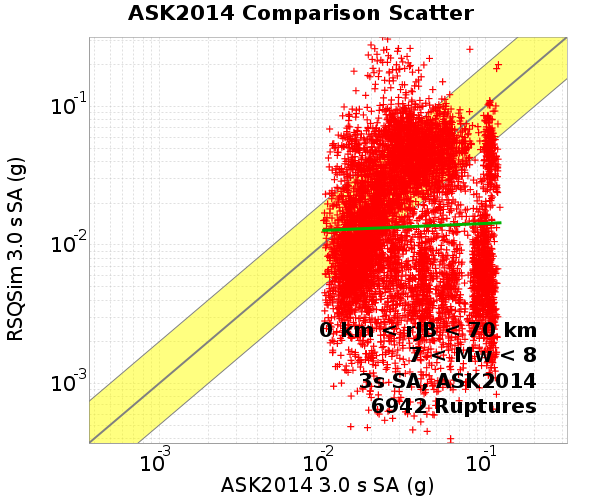 ASK2014 Comparison Scatter
RSQSim 3.0 s SA (g)
10-1
10-2
10-3
0 km < rJB < 70 km
7 < Mw < 8
3s SA, ASK2014
6942 Ruptures
10-3 10-2 10-1
ASK2014 3.0 s SA (g)